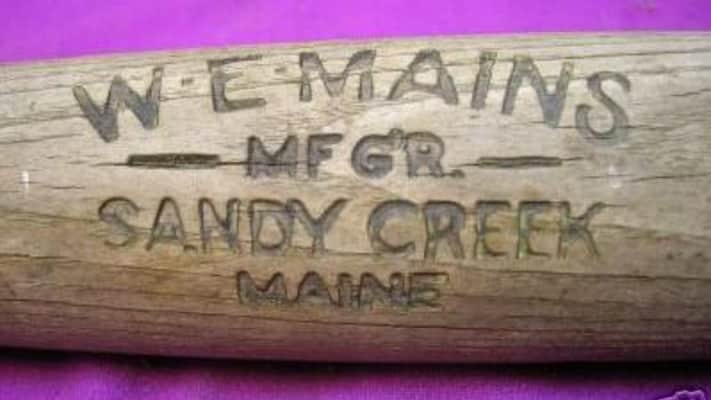 W·E·MAINS
MFG'R.
SANDY CREEK
MAINE